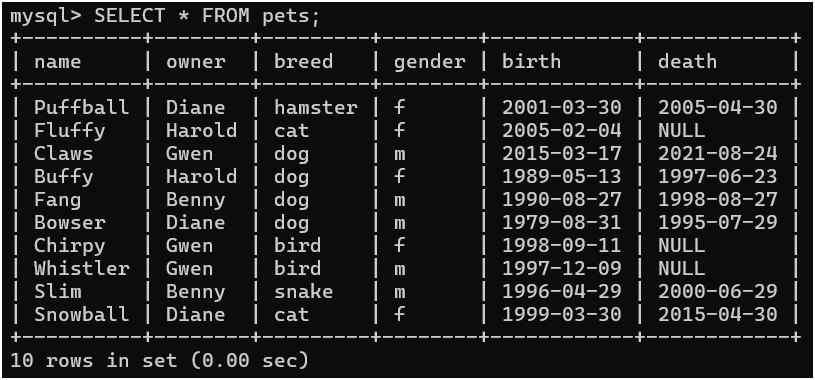 mysql> SELECT * FROM pets;
+----------+--------+---------+--------+------------+------------+
| name     | owner  | breed   | gender | birth      | death      |
+----------+--------+---------+--------+------------+------------+
| Puffball | Diane  | hamster | f      | 2001-03-30 | 2005-04-30 |
| Fluffy   | Harold | cat     | f      | 2005-02-04 | NULL       |
| Claws    | Gwen   | dog     | m      | 2015-03-17 | 2021-08-24 |
| Buffy    | Harold | dog     | f      | 1989-05-13 | 1997-06-23 |
| Fang     | Benny  | dog     | m      | 1990-08-27 | 1998-08-27 |
| Bowser   | Diane  | dog     | m      | 1979-08-31 | 1995-07-29 |
| Chirpy   | Gwen   | bird    | f      | 1998-09-11 | NULL       |
| Whistler | Gwen   | bird    | m      | 1997-12-09 | NULL       |
| Slim     | Benny  | snake   | m      | 1996-04-29 | 2000-06-29 |
| Snowball | Diane  | cat     | f      | 1999-03-30 | 2015-04-30 |
+----------+--------+---------+--------+------------+------------+
10 rows in set (0.00 sec)